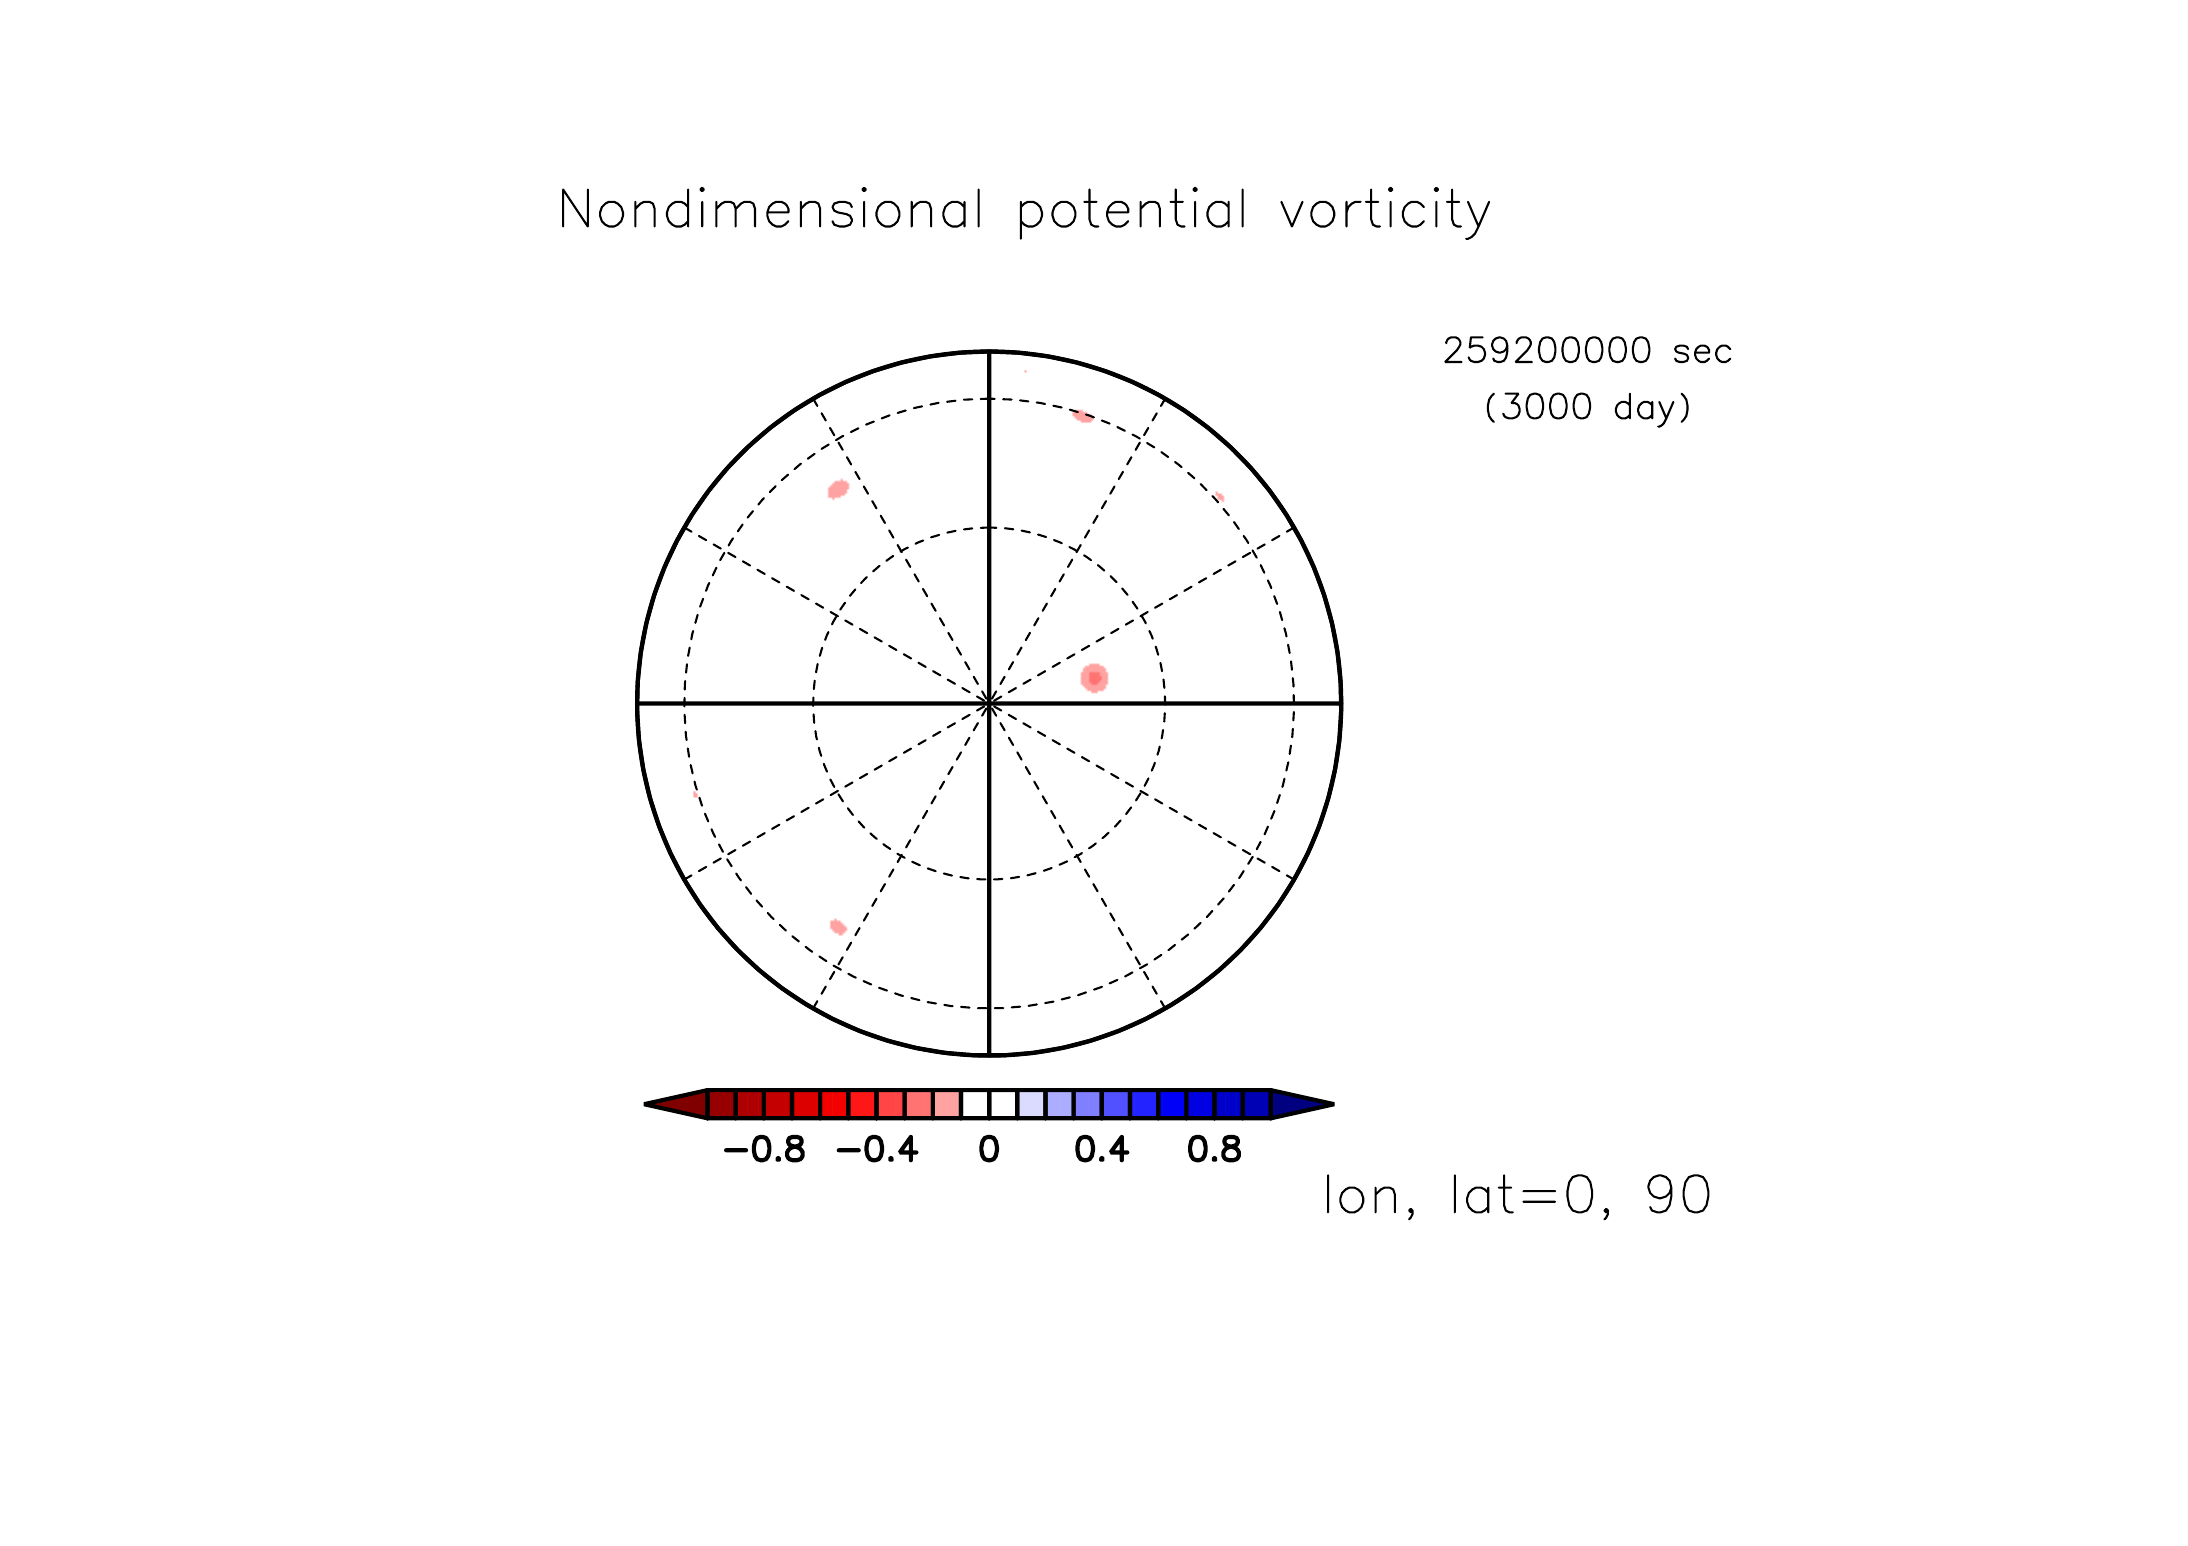 Nondimensional potential vorticity
259200000 sec
(3000 day)
−0.8 −0.4 0 0.4 0.8
lon, lat=0, 90